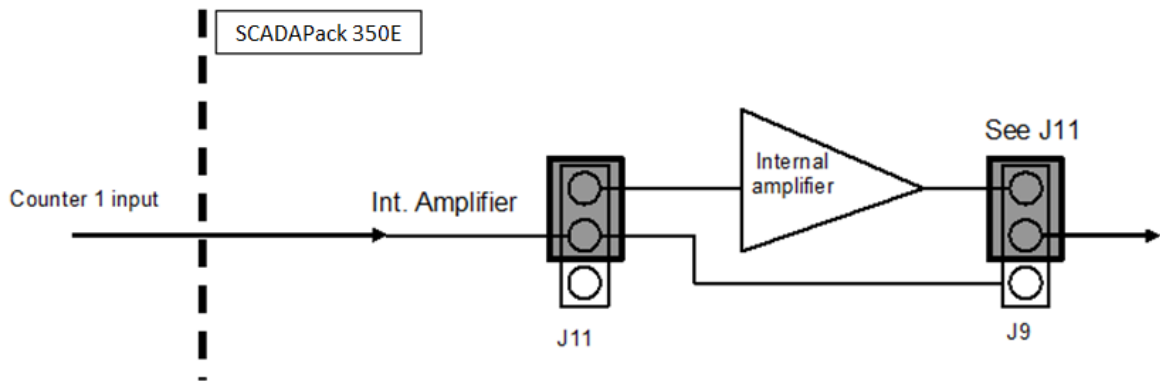 SCADAPack 350E
See J11
Internal
amplifier
Counter 1 input
Int. Amplifier
J11
J9